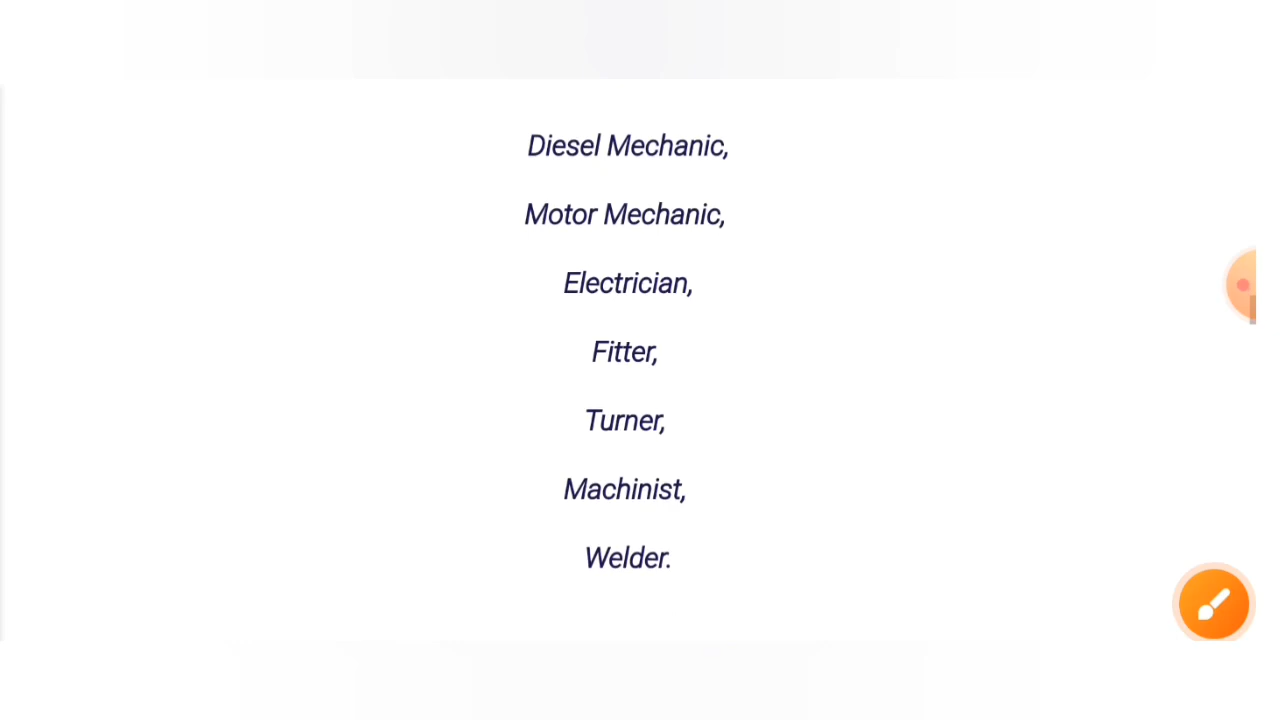 Diesel Mechanic,
Motor Mechanic,
Electrician,
Fitter,
Turner,
Machinist,
Welder.